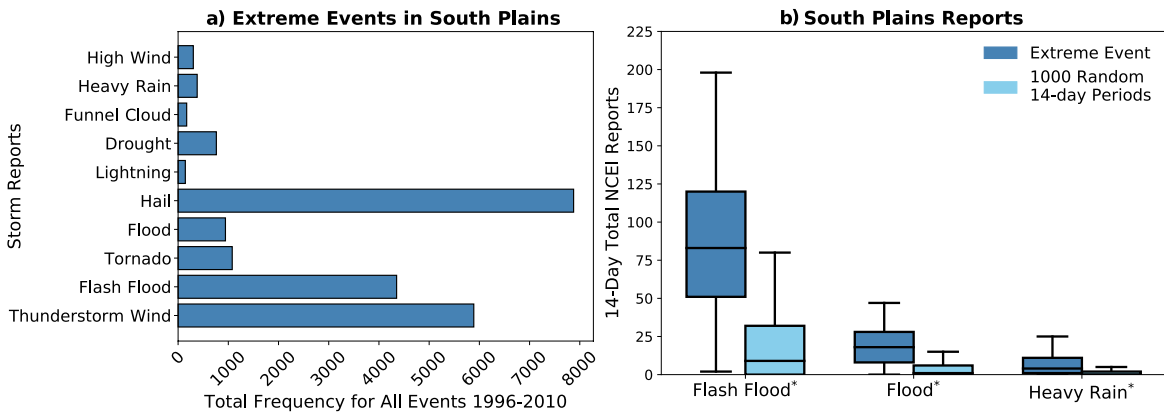 a) Extreme Events in South Plains
Storm Reports
High Wind
Heavy Rain
Funnel Cloud
Drought
Lightning
Hail
Flood
Tornado
Flash Flood
Thunderstorm Wind
0 1000 2000 3000 4000 5000 6000 7000 8000
Total Frequency for All Events 1996-2010
b) South Plains Reports
14-Day Total NCEI Reports
225
200
175
150
125
100
75
50
25
0
Extreme Event
1000 Random
14-day Periods
Flash Flood* Flood* Heavy Rain*